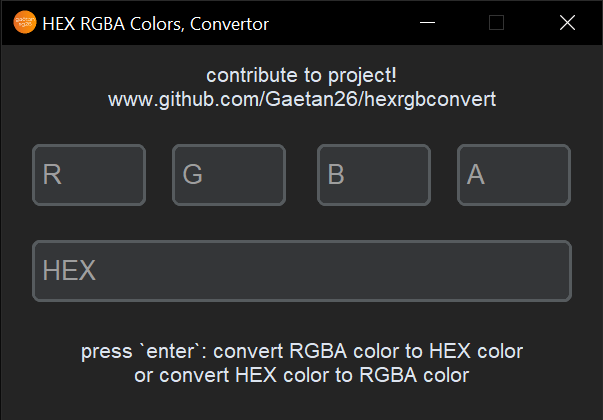 HEX RGBA Colors, Convertor
contribute to project!
www.github.com/Gaetan26/hexrgbconvert
R G B A
HEX
press `enter`: convert RGBA color to HEX color
or convert HEX color to RGBA color